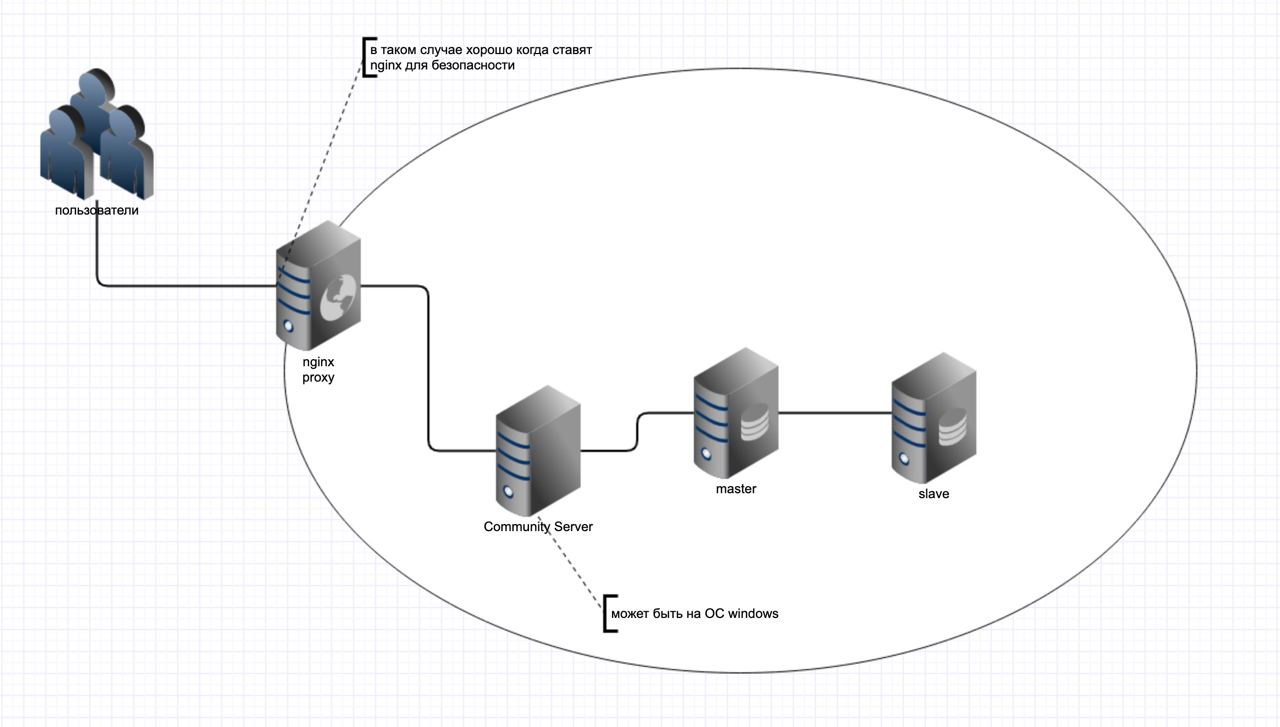 в таком случае хорошо когда ставят
nginx для безопасности
пользователи
nginx
proxy
Community Server
master
slave
может быть на ОС windows